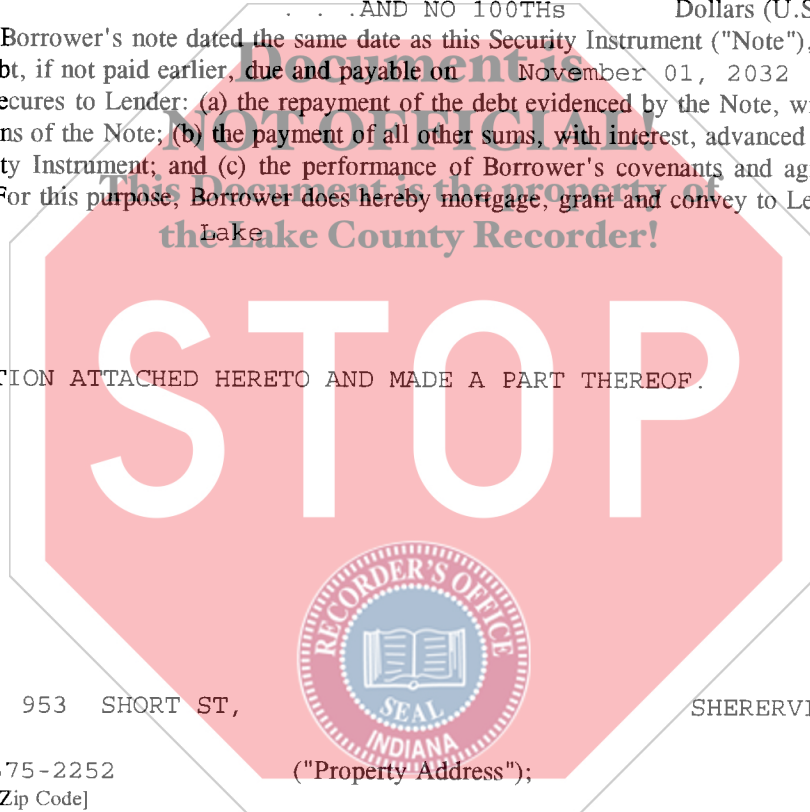 . . .AND NO 100THs Dollars (U.S
Borrower's note dated the same date as this Security Instrument ("Note"),
bt, if not paid earlier, due and payable on November 01, 2032
ecures to Lender: (a) the repayment of the debt evidenced by the Note, wi
ns of the Note; (b) the payment of all other sums, with interest, advanced
ty Instrument; and (c) the performance of Borrower's covenants and ag
For this purpose, Borrower does hereby mortgage, grant and convey to Le
Lake
Document is
NOT OFFICIAL!
This Document is the property of
the Lake County Recorder!
TION ATTACHED HERETO AND MADE A PART THEREOF.
STOP
RECORDER'S OFFICE
SEAL
INDIANA
953 SHORT ST, SHERERVI
375-2252 ("Property Address");
Zip Code]